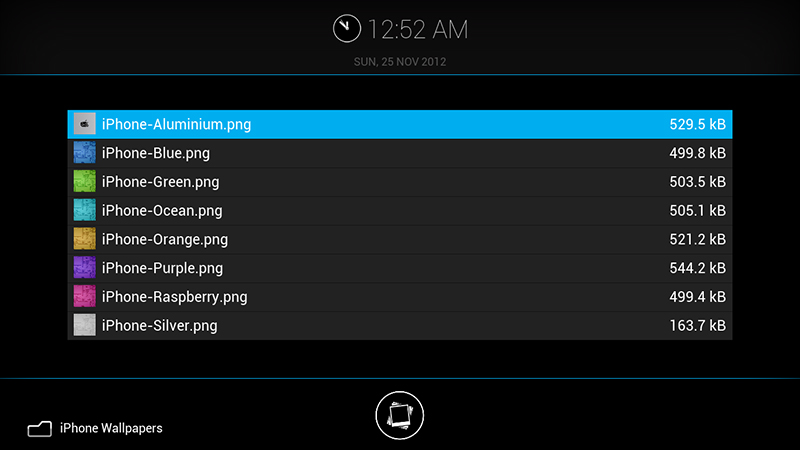 12:52 AM
SUN, 25 NOV 2012
iPhone-Aluminium.png 529.5 kB
iPhone-Blue.png 499.8 kB
iPhone-Green.png 503.5 kB
iPhone-Ocean.png 505.1 kB
iPhone-Orange.png 521.2 kB
iPhone-Purple.png 544.2 kB
iPhone-Raspberry.png 499.4 kB
iPhone-Silver.png 163.7 kB
iPhone Wallpapers